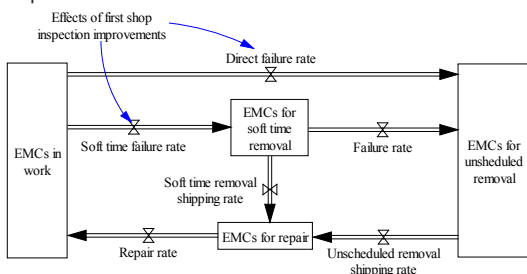 Effects of first shop
inspection improvements
Direct failure rate
EMCs in
work
Soft time failure rate
EMCs for
soft time
removal
Failure rate
EMCs for
unsheduled
removal
Soft time removal
shipping rate
EMCs for repair
Repair rate
Unscheduled removal
shipping rate